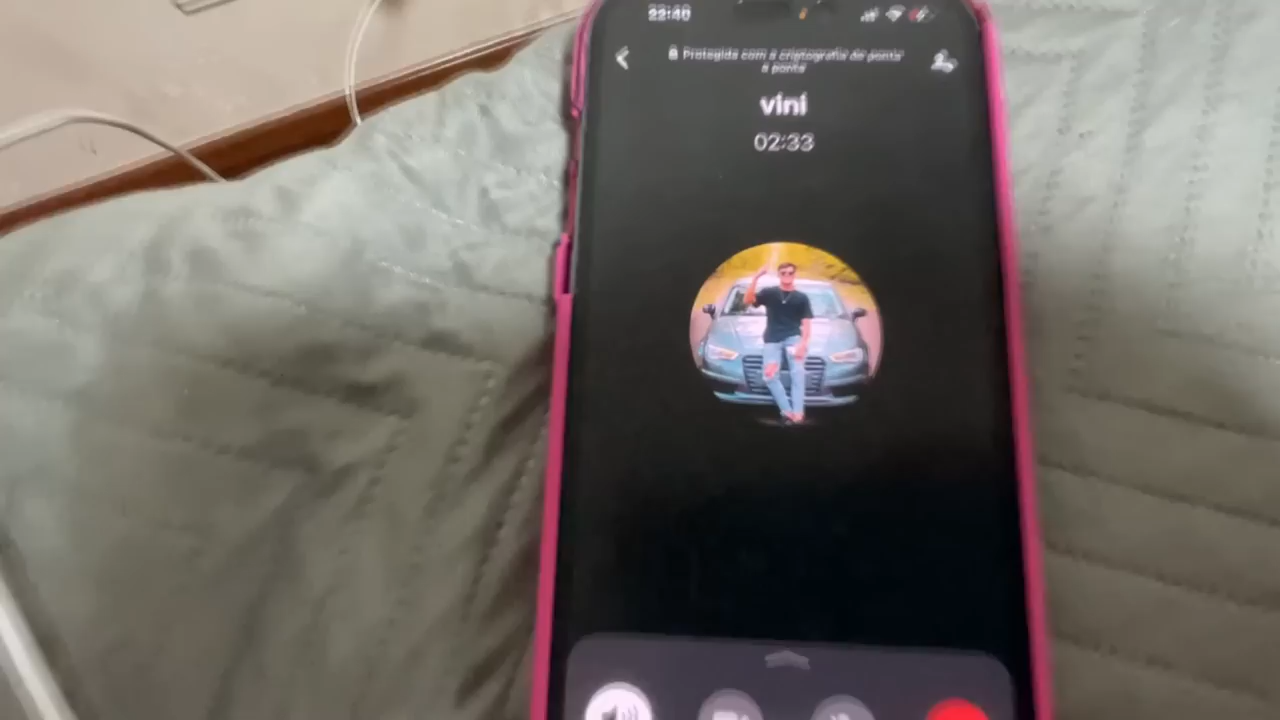 22:40
Protegida com a criptografia de ponta
a ponta
vini
02:33